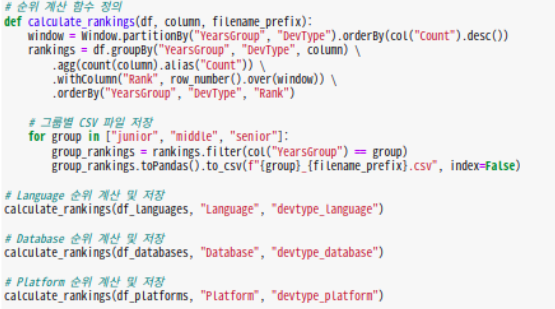 # 순위 계산 함수 정의
def calculate_rankings(df, column, filename_prefix):
    window = Window.partitionBy("YearsGroup", "DevType").orderBy(col("Count").desc())
    rankings = df.groupBy("YearsGroup", "DevType", column) \
        .agg(count(column).alias("Count")) \
        .withColumn("Rank", row_number().over(window)) \
        .orderBy("YearsGroup", "DevType", "Rank")
    # 그룹별 CSV 파일 저장
    for group in ["junior", "middle", "senior"]:
        group_rankings = rankings.filter(col("YearsGroup") == group)
        group_rankings.toPandas().to_csv(f"{group}_{filename_prefix}.csv", index=False)
# Language 순위 계산 및 저장
calculate_rankings(df_languages, "Language", "devtype_language")
# Database 순위 계산 및 저장
calculate_rankings(df_databases, "Database", "devtype_database")
# Platform 순위 계산 및 저장
calculate_rankings(df_platforms, "Platform", "devtype_platform")